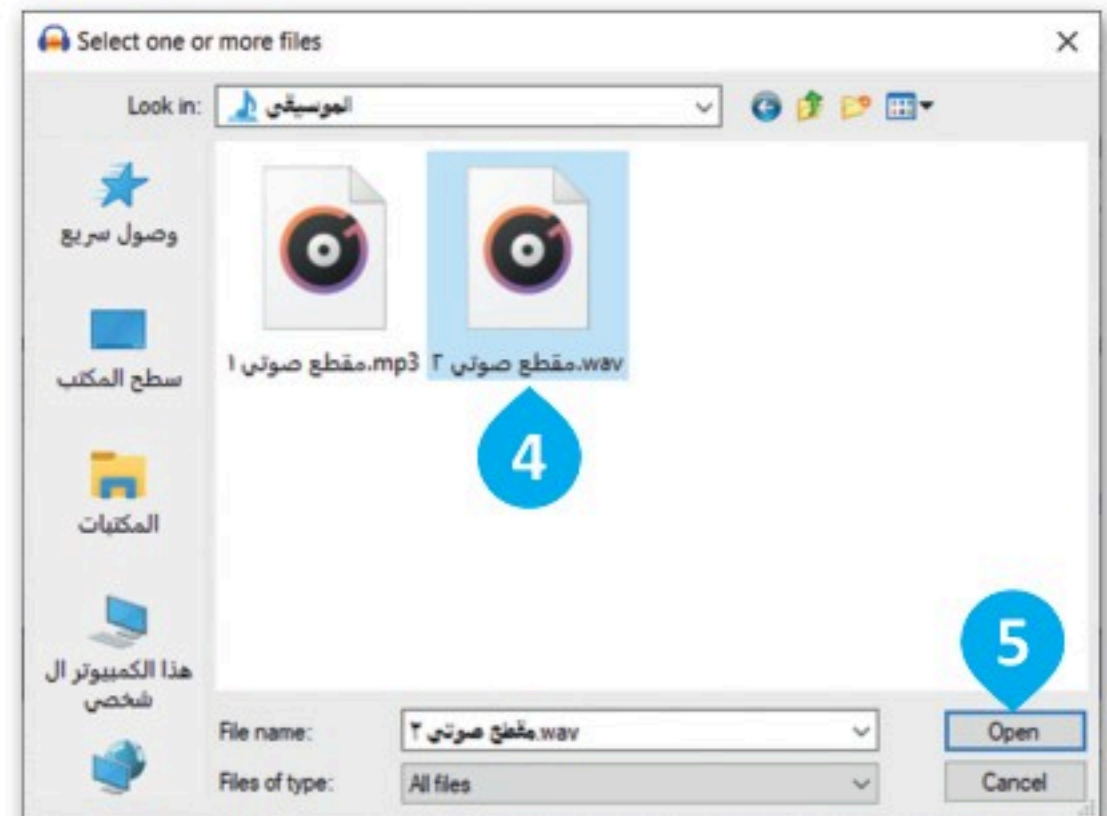 Select one or more files
Look in:
الموسيقى
وصول سريع
سطح المكتب
المكتبات
هذا الكمبيوتر ال
شخصي
مقطع صوتي ١.mp3
مقطع صوتي ٢.wav
4
5
File name:
مقطع صوتي ٢.wav
Open
Files of type:
All files
Cancel